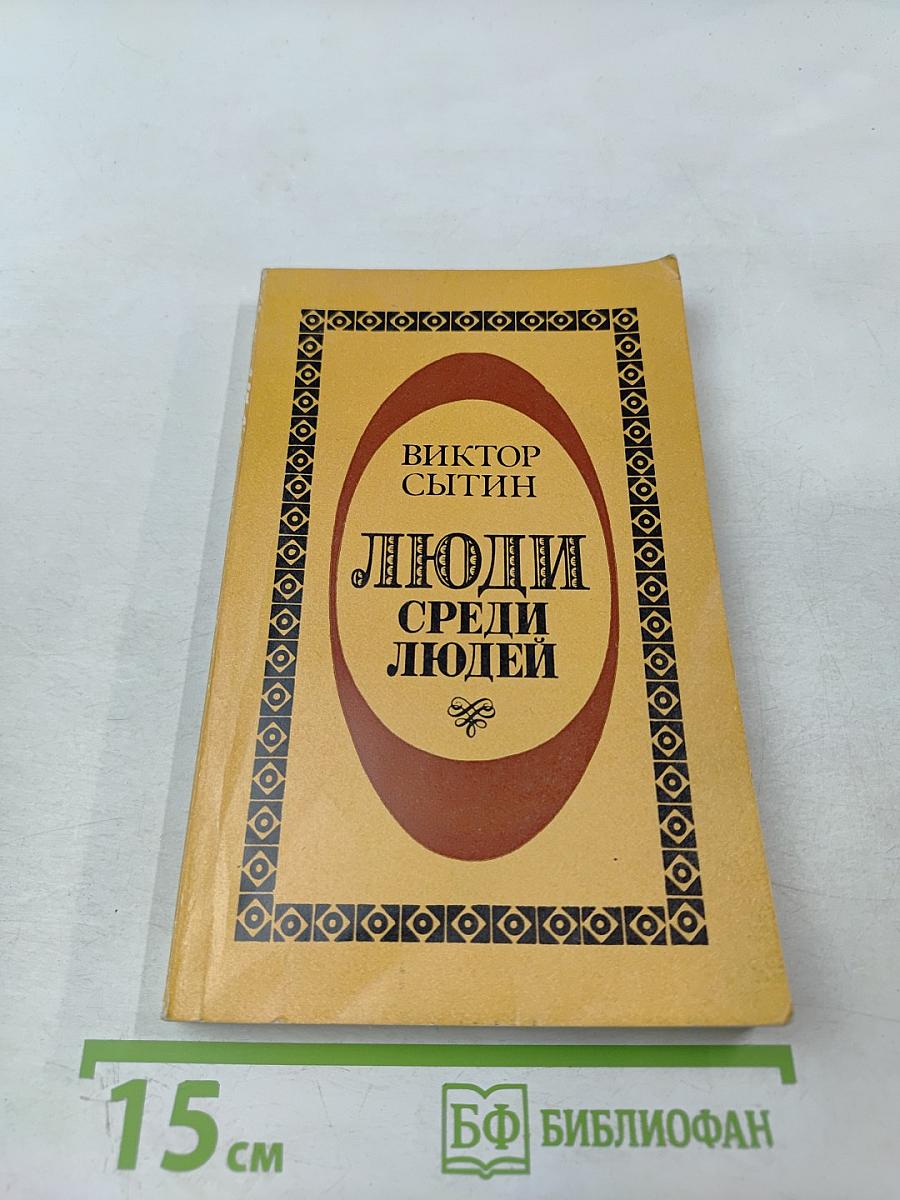 ВИКТОР
СЫТИН
ЛЮДИ
СРЕДИ
ЛЮДЕЙ
15 см
БФ БИБЛИОФАН